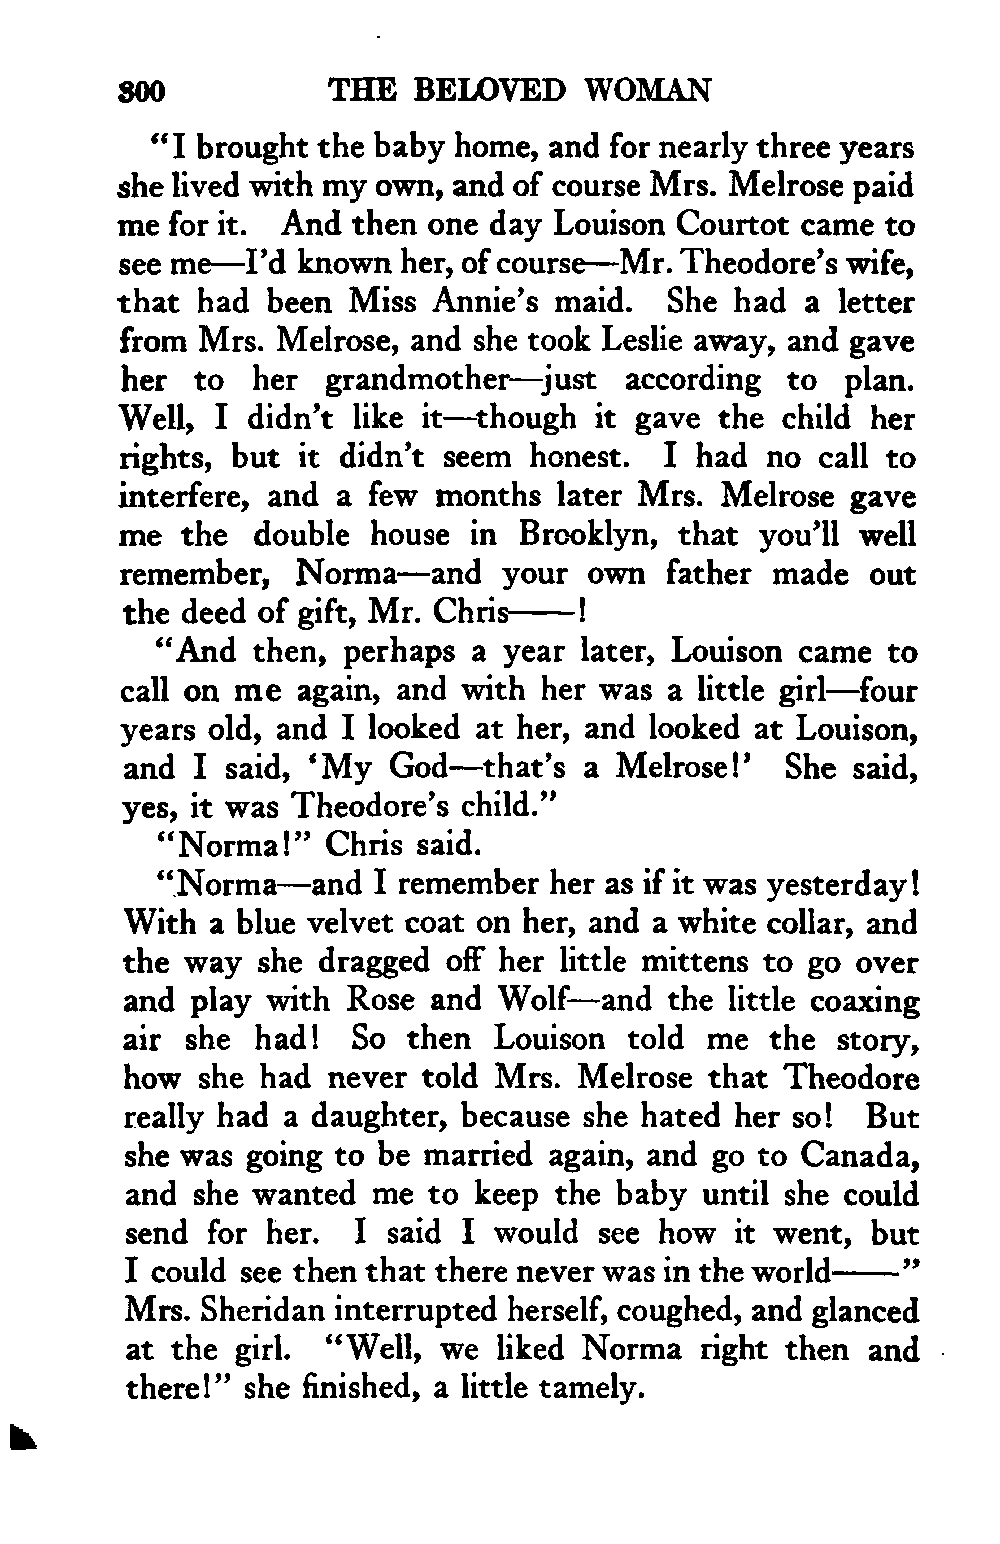 300 THE BELOVED WOMAN
"I brought the baby home, and for nearly three years
she lived with my own, and of course Mrs. Melrose paid
me for it. And then one day Louison Courtot came to
see me—I'd known her, of course—Mr. Theodore's wife,
that had been Miss Annie's maid. She had a letter
from Mrs. Melrose, and she took Leslie away, and gave
her to her grandmother—just according to plan.
Well, I didn't like it—though it gave the child her
rights, but it didn't seem honest. I had no call to
interfere, and a few months later Mrs. Melrose gave
me the double house in Brooklyn, that you'll well
remember, Norma—and your own father made out
the deed of gift, Mr. Chris——!
"And then, perhaps a year later, Louison came to
call on me again, and with her was a little girl—four
years old, and I looked at her, and looked at Louison,
and I said, 'My God—that's a Melrose!' She said,
yes, it was Theodore's child."
"Norma!" Chris said.
"Norma—and I remember her as if it was yesterday!
With a blue velvet coat on her, and a white collar, and
the way she dragged off her little mittens to go over
and play with Rose and Wolf—and the little coaxing
air she had! So then Louison told me the story,
how she had never told Mrs. Melrose that Theodore
really had a daughter, because she hated her so! But
she was going to be married again, and go to Canada,
and she wanted me to keep the baby until she could
send for her. I said I would see how it went, but
I could see then that there never was in the world——"
Mrs. Sheridan interrupted herself, coughed, and glanced
at the girl. "Well, we liked Norma right then and
there!" she finished, a little tamely.